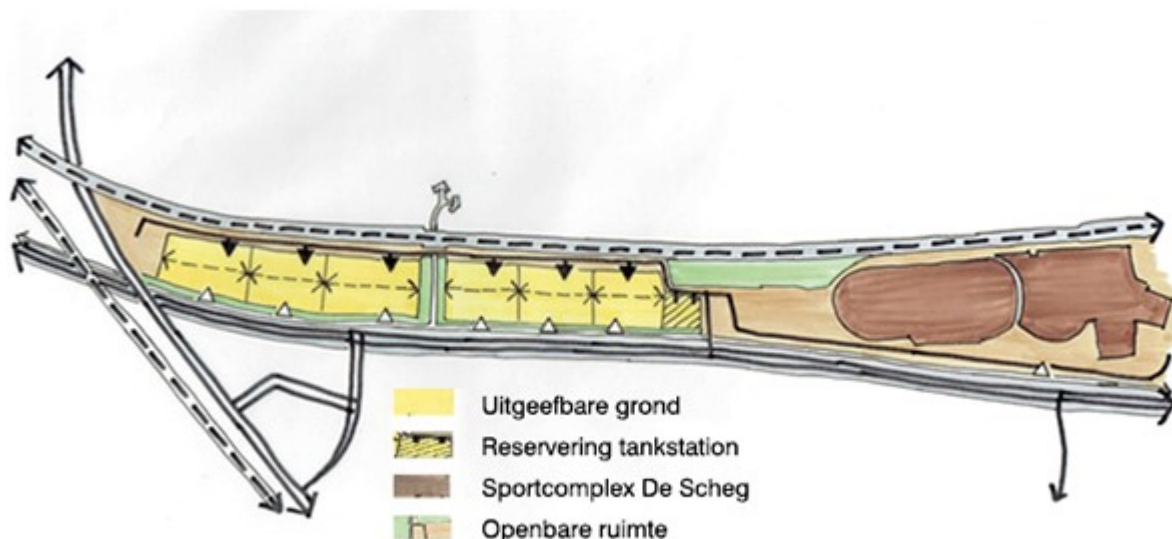 Uitgeefbare grond
Reservering tankstation
Sportcomplex De Scheg
Openbare ruimte